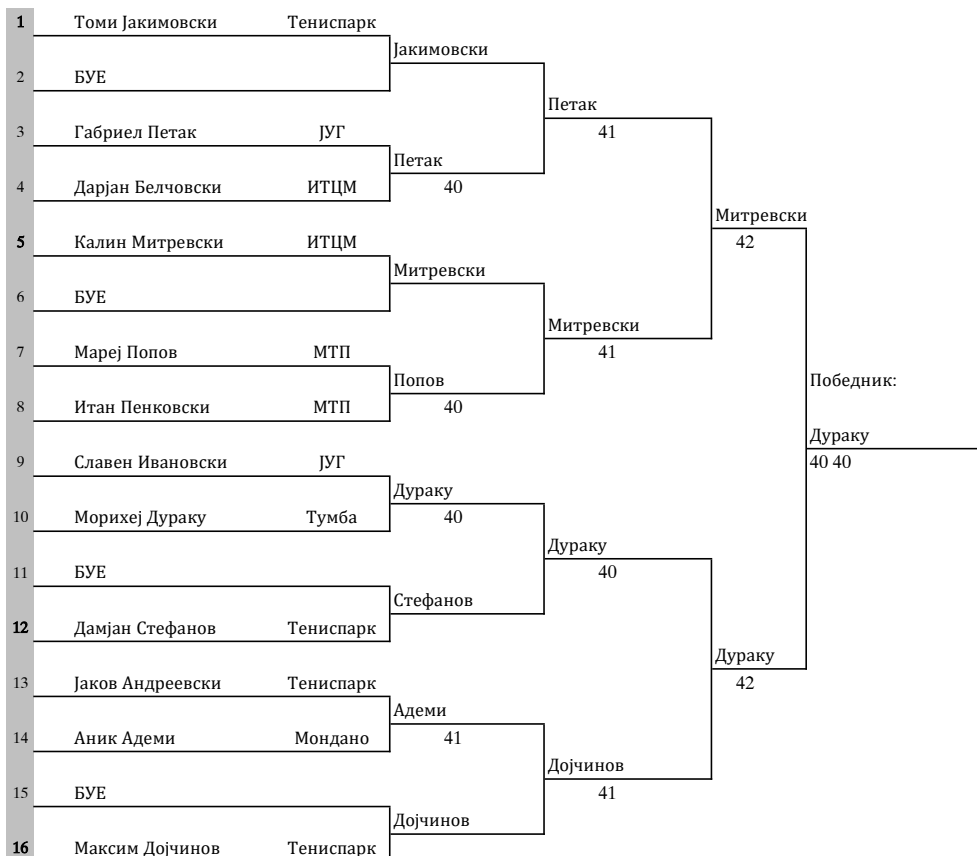 1 Томи Јакимовски Тениспарк
Јакимовски
2 БУЕ
Петак
41
3 Габриел Петак ЈУГ
Петак
40
4 Дарјан Белчовски ИТЦМ
Митревски
42
5 Калин Митревски ИТЦМ
Митревски
6 БУЕ
Митревски
41
7 Мареј Попов МТП
Попов
40
8 Итан Пенковски МТП
Победник:
Дураку
40 40
9 Славен Ивановски ЈУГ
Дураку
40
10 Морихеј Дураку Тумба
Дураку
40
11 БУЕ
Стефанов
12 Дамјан Стефанов Тениспарк
Дураку
42
13 Јаков Андреевски Тениспарк
Адеми
41
14 Аник Адеми Мондано
Дојчинов
41
15 БУЕ
Дојчинов
16 Максим Дојчинов Тениспарк